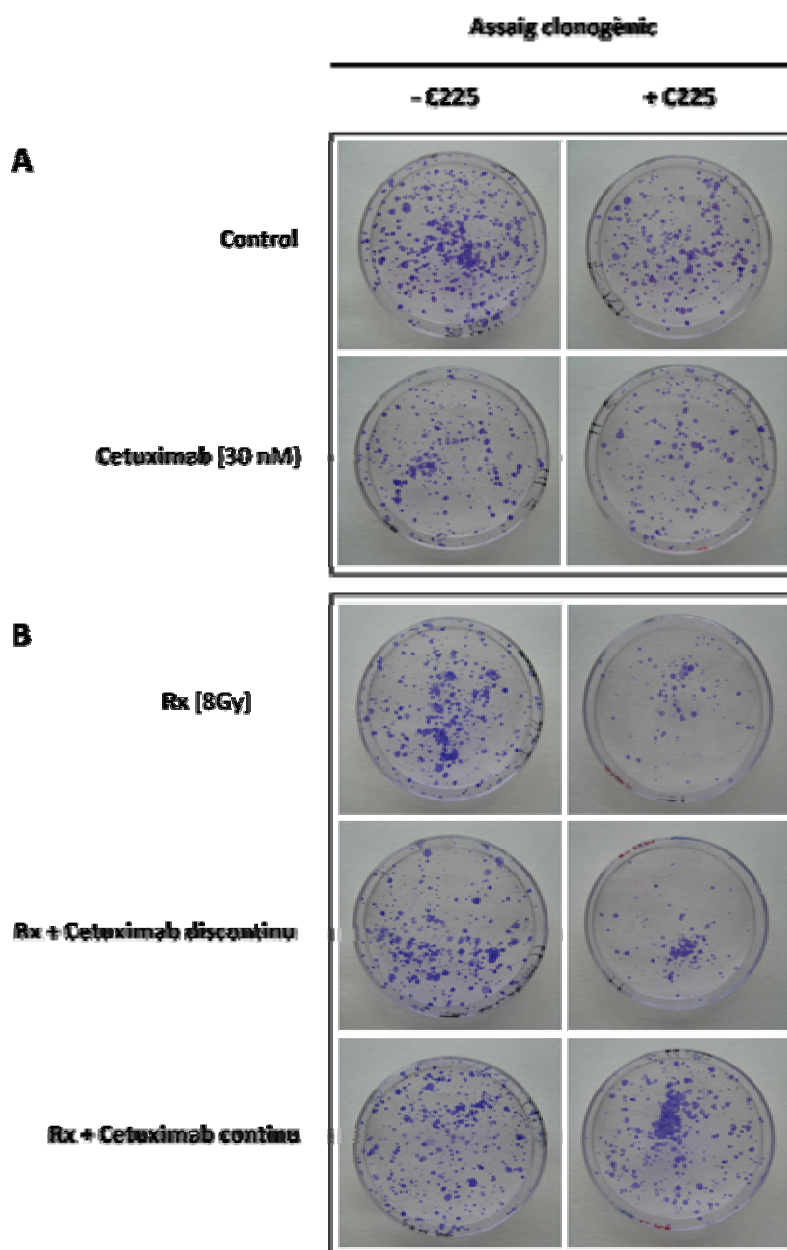 Assaig clonogènic
- C225 + C225
A
Control
Cetuximab [30 nM]
B
Rx [8Gy]
Rx + Cetuximab discontinu
Rx + Cetuximab continu